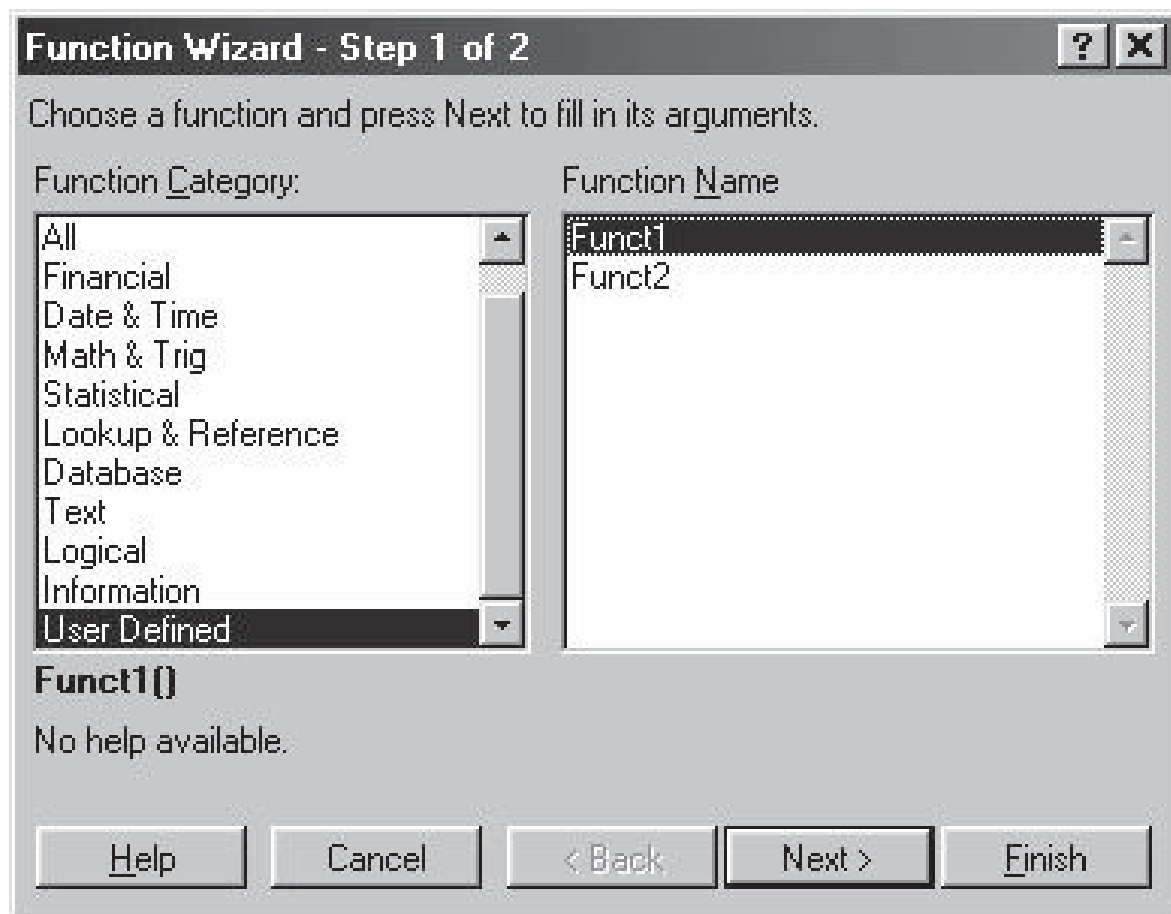 Function Wizard - Step 1 of 2
Choose a function and press Next to fill in its arguments.
Function Category:
All
Financial
Date & Time
Math & Trig
Statistical
Lookup & Reference
Database
Text
Logical
Information
User Defined
Function Name
Funct1
Funct2
Funct1()
No help available.
Help
Cancel
< Back
Next >
Finish